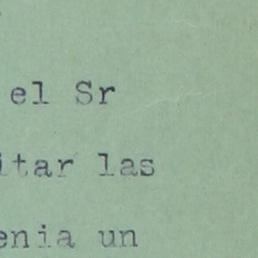 el Sr
itar las
enia un